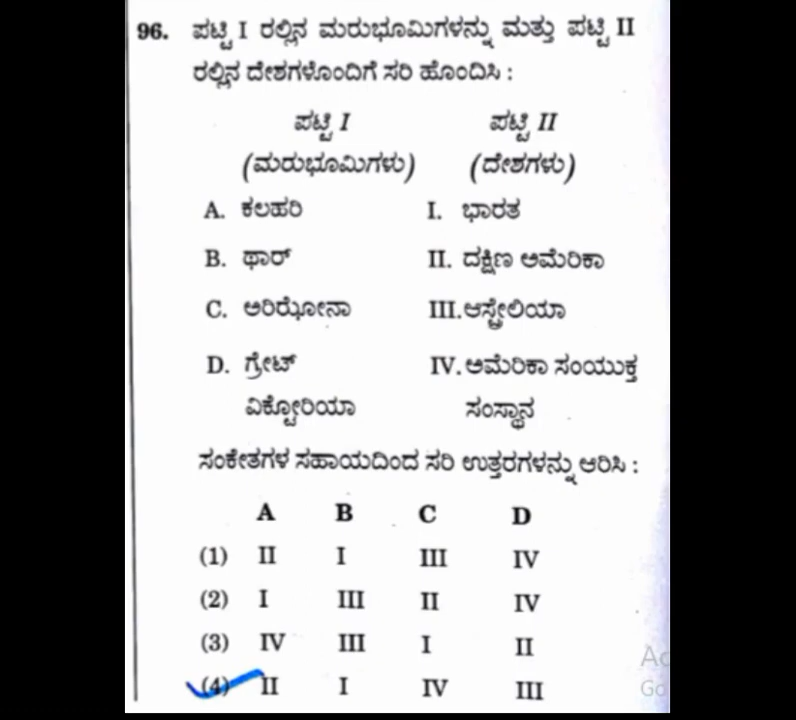 96. ಪಟ್ಟಿ I ರಲ್ಲಿನ ಮರುಭೂಮಿಗಳನ್ನು ಮತ್ತು ಪಟ್ಟಿ II
ರಲ್ಲಿನ ದೇಶಗಳೊಂದಿಗೆ ಸರಿ ಹೊಂದಿಸಿ :
ಪಟ್ಟಿ I ಪಟ್ಟಿ II
(ಮರುಭೂಮಿಗಳು) (ದೇಶಗಳು)
A. ಕಲಹರಿ I. ಭಾರತ
B. ಥಾರ್ II. ದಕ್ಷಿಣ ಅಮೆರಿಕಾ
C. ಅರಿಝೋನಾ III. ಆಸ್ಟ್ರೇಲಿಯಾ
D. ಗ್ರೇಟ್ IV. ಅಮೆರಿಕಾ ಸಂಯುಕ್ತ
ವಿಕ್ಟೋರಿಯಾ ಸಂಸ್ಥಾನ
ಸಂಕೇತಗಳ ಸಹಾಯದಿಂದ ಸರಿ ಉತ್ತರಗಳನ್ನು ಆರಿಸಿ :
A B C D
(1) II I III IV
(2) I III II IV
(3) IV III I II
(4) II I IV III